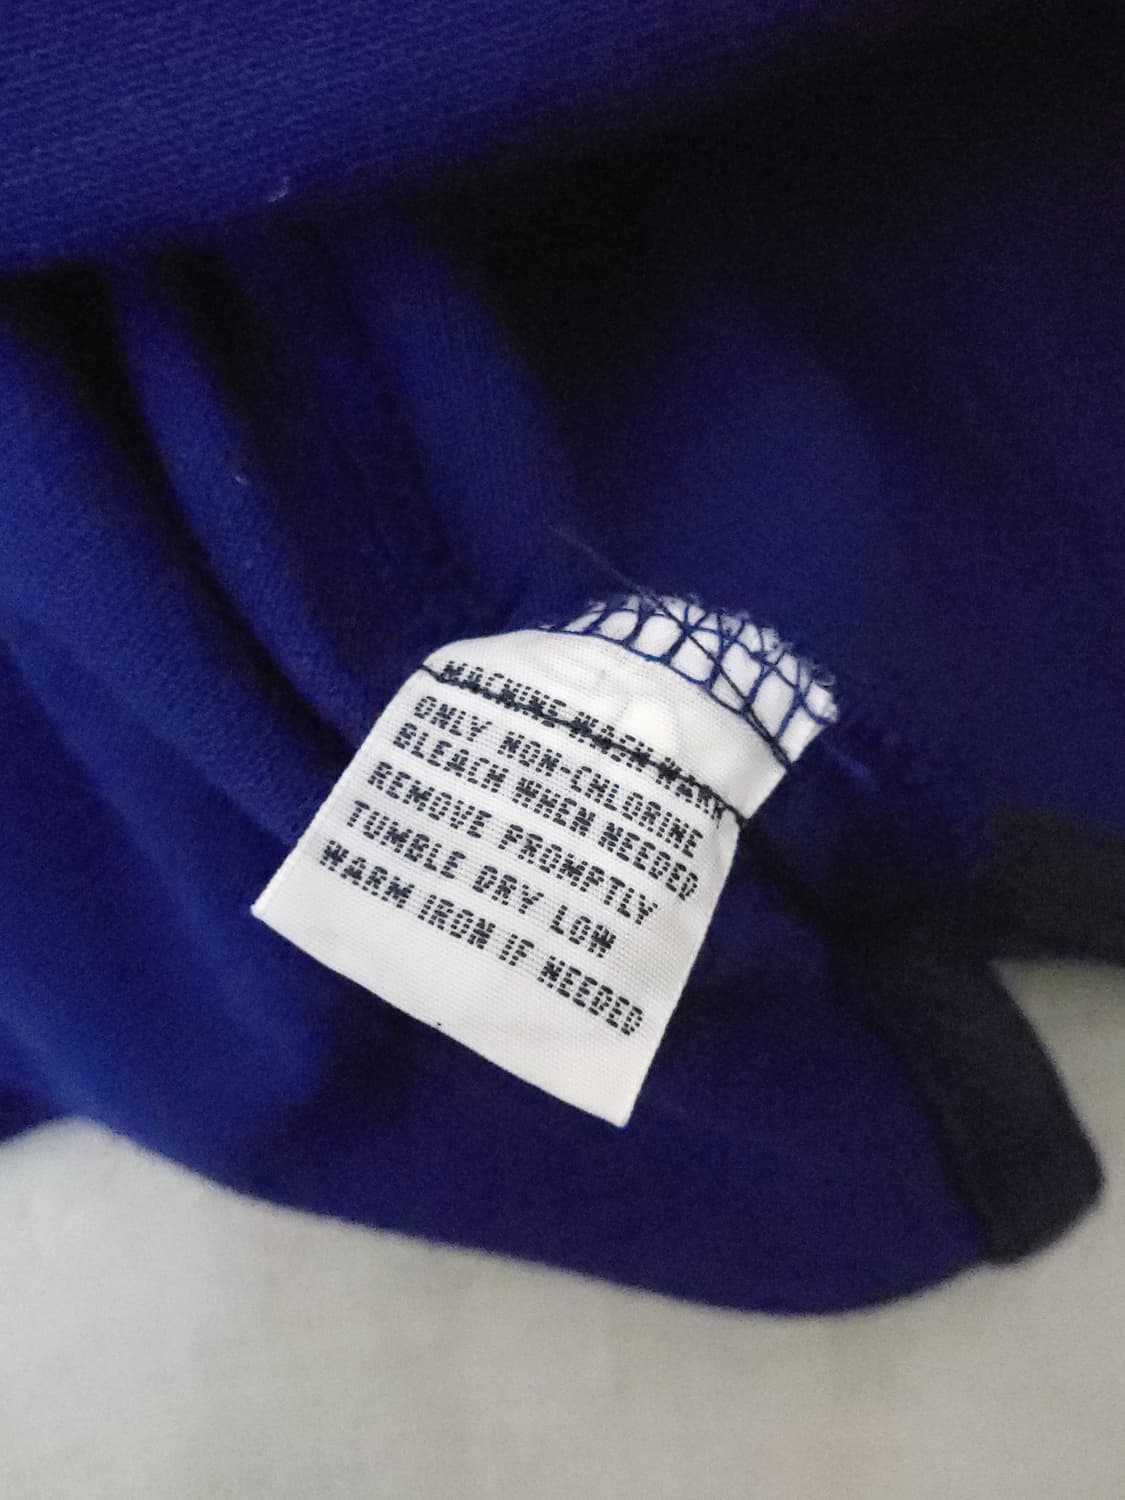 MACHINE WASH WARM
ONLY NON-CHLORINE
BLEACH WHEN NEEDED
REMOVE PROMPTLY
TUMBLE DRY LOW
WARM IRON IF NEEDED